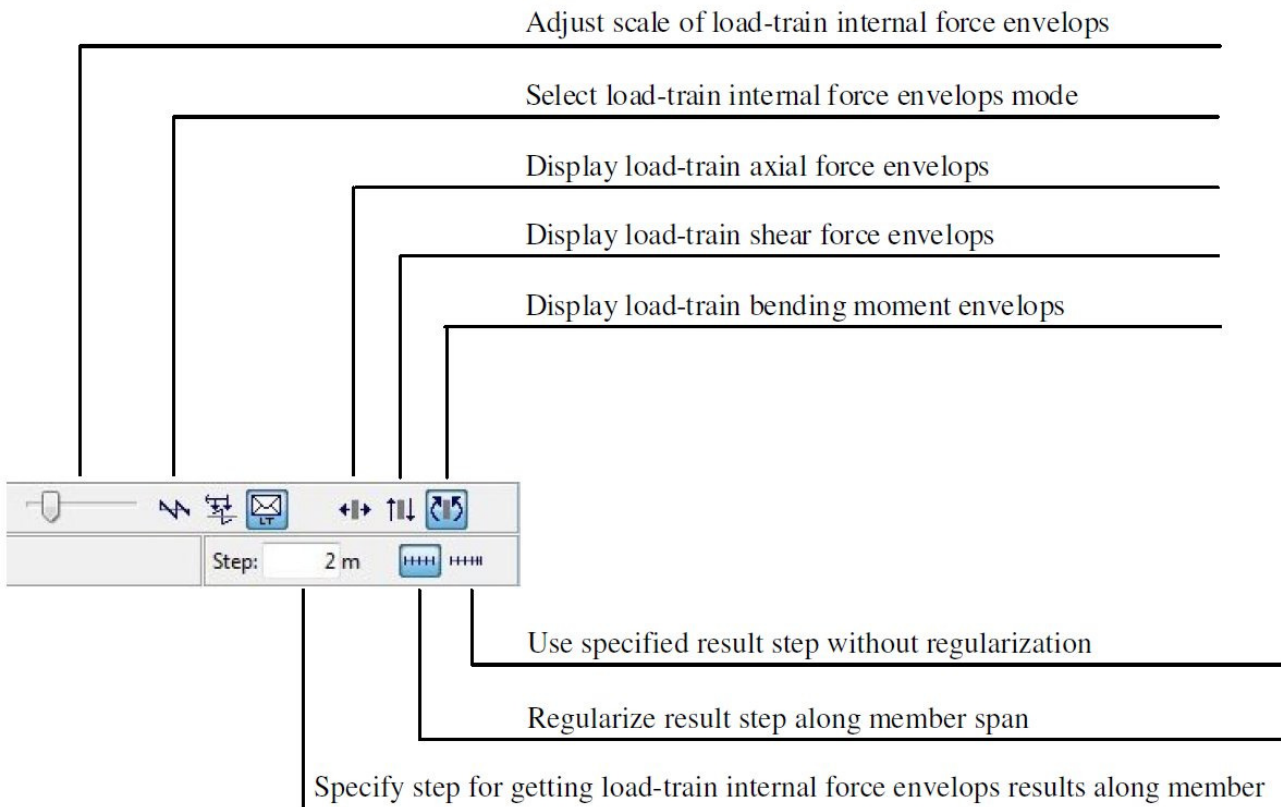 Adjust scale of load-train internal force envelops
Select load-train internal force envelops mode
Display load-train axial force envelops
Display load-train shear force envelops
Display load-train bending moment envelops
LT
Step: 2 m
Use specified result step without regularization
Regularize result step along member span
Specify step for getting load-train internal force envelops results along member